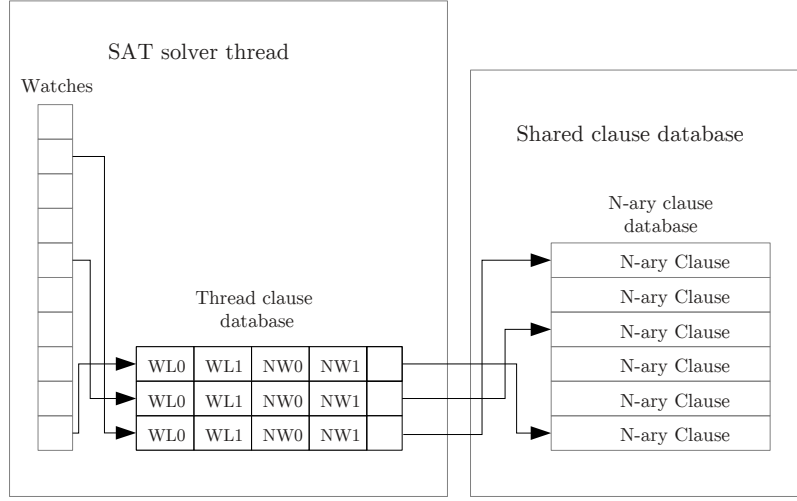 SAT solver thread
Watches
Thread clause
database
WL0 WL1 NW0 NW1
WL0 WL1 NW0 NW1
WL0 WL1 NW0 NW1
Shared clause database
N-ary clause
database
N-ary Clause
N-ary Clause
N-ary Clause
N-ary Clause
N-ary Clause
N-ary Clause